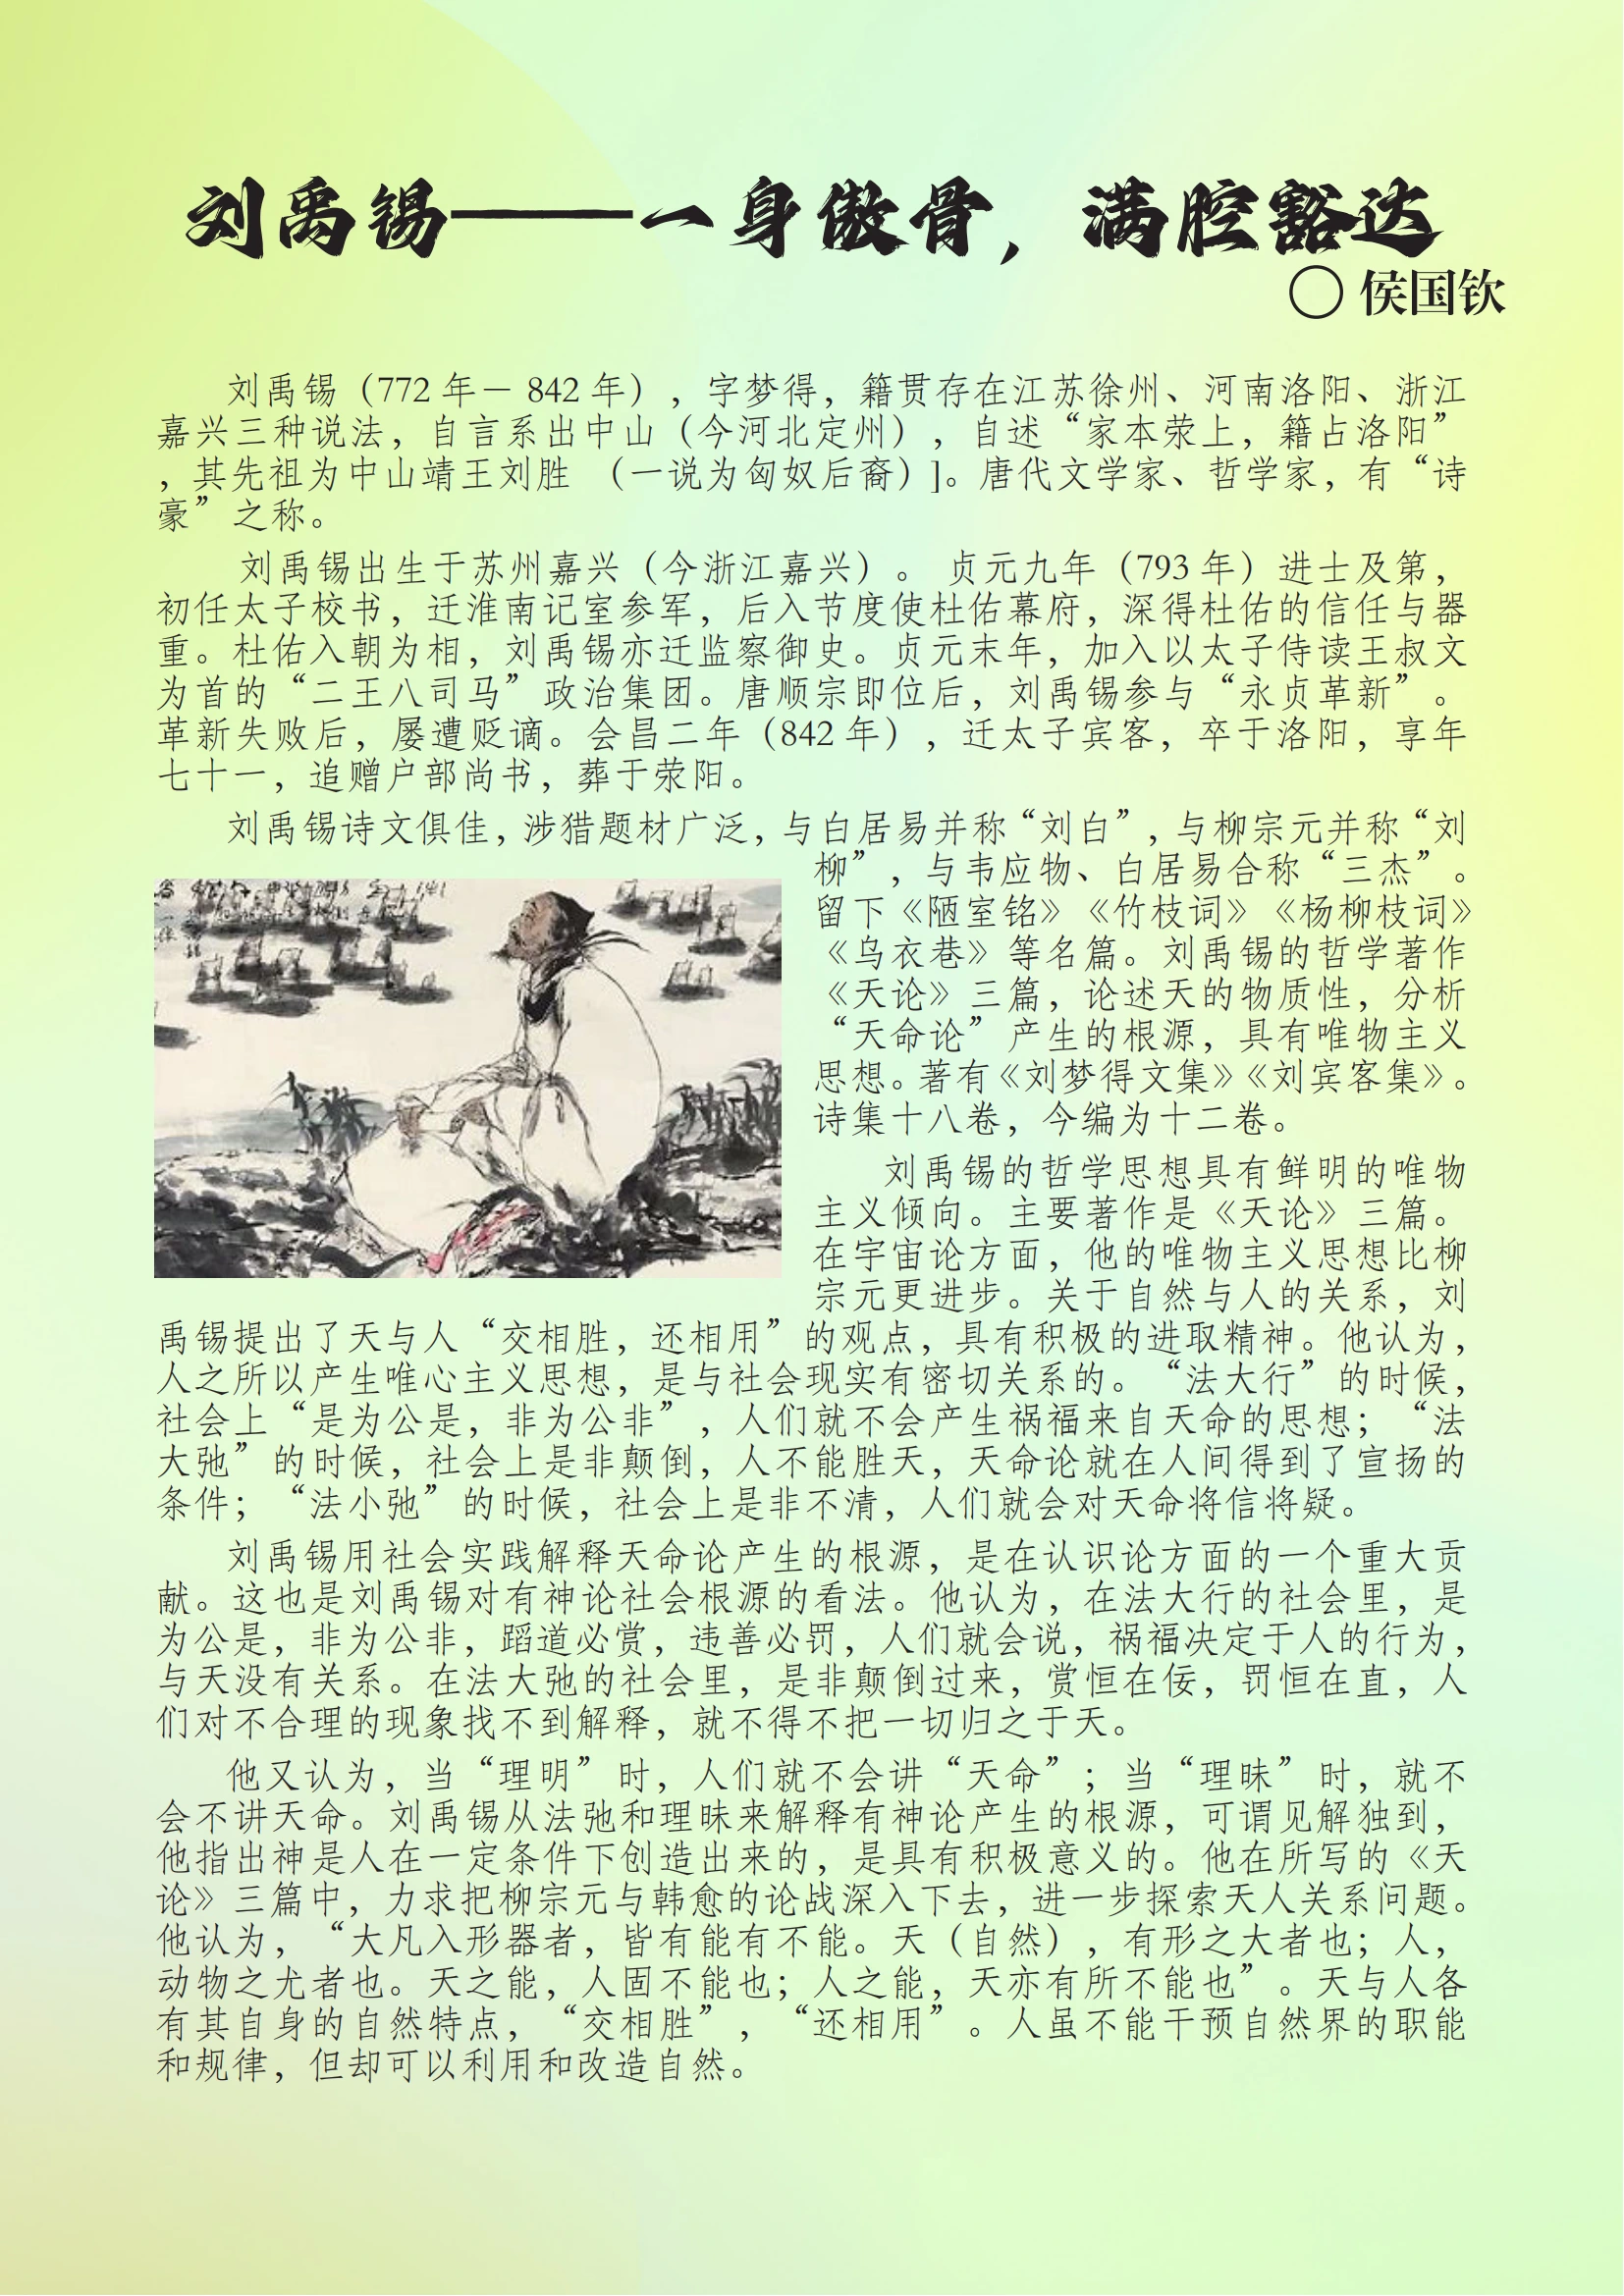 刘禹锡——一身傲骨，满腔豁达
〇 侯国钦
刘禹锡（772 年－ 842 年），字梦得，籍贯存在江苏徐州、河南洛阳、浙江
嘉兴三种说法，自言系出中山（今河北定州），自述“家本荥上，籍占洛阳”
，其先祖为中山靖王刘胜 （一说为匈奴后裔）]。唐代文学家、哲学家，有“诗
豪”之称。
刘禹锡出生于苏州嘉兴（今浙江嘉兴）。 贞元九年（793 年）进士及第，
初任太子校书，迁淮南记室参军，后入节度使杜佑幕府，深得杜佑的信任与器
重。杜佑入朝为相，刘禹锡亦迁监察御史。贞元末年，加入以太子侍读王叔文
为首的“二王八司马”政治集团。唐顺宗即位后，刘禹锡参与“永贞革新”。
革新失败后，屡遭贬谪。会昌二年（842 年），迁太子宾客，卒于洛阳，享年
七十一，追赠户部尚书，葬于荥阳。
刘禹锡诗文俱佳，涉猎题材广泛，与白居易并称“刘白”，与柳宗元并称“刘
柳”，与韦应物、白居易合称“三杰”。
留下《陋室铭》《竹枝词》《杨柳枝词》
《乌衣巷》等名篇。刘禹锡的哲学著作
《天论》三篇，论述天的物质性，分析
“天命论”产生的根源，具有唯物主义
思想。著有《刘梦得文集》《刘宾客集》。
诗集十八卷，今编为十二卷。
刘禹锡的哲学思想具有鲜明的唯物
主义倾向。主要著作是《天论》三篇。
在宇宙论方面，他的唯物主义思想比柳
宗元更进步。关于自然与人的关系，刘
禹锡提出了天与人“交相胜，还相用”的观点，具有积极的进取精神。他认为，
人之所以产生唯心主义思想，是与社会现实有密切关系的。“法大行”的时候，
社会上“是为公是，非为公非”，人们就不会产生祸福来自天命的思想；“法
大弛”的时候，社会上是非颠倒，人不能胜天，天命论就在人间得到了宣扬的
条件；“法小弛”的时候，社会上是非不清，人们就会对天命将信将疑。
刘禹锡用社会实践解释天命论产生的根源，是在认识论方面的一个重大贡
献。这也是刘禹锡对有神论社会根源的看法。他认为，在法大行的社会里，是
为公是，非为公非，蹈道必赏，违善必罚，人们就会说，祸福决定于人的行为，
与天没有关系。在法大弛的社会里，是非颠倒过来，赏恒在佞，罚恒在直，人
们对不合理的现象找不到解释，就不得不把一切归之于天。
他又认为，当“理明”时，人们就不会讲“天命”；当“理昧”时，就不
会不讲天命。刘禹锡从法弛和理昧来解释有神论产生的根源，可谓见解独到，
他指出神是人在一定条件下创造出来的，是具有积极意义的。他在所写的《天
论》三篇中，力求把柳宗元与韩愈的论战深入下去，进一步探索天人关系问题。
他认为，“大凡入形器者，皆有能有不能。天（自然），有形之大者也；人，
动物之尤者也。天之能，人固不能也；人之能，天亦有所不能也”。天与人各
有其自身的自然特点，“交相胜”，“还相用”。人虽不能干预自然界的职能
和规律，但却可以利用和改造自然。